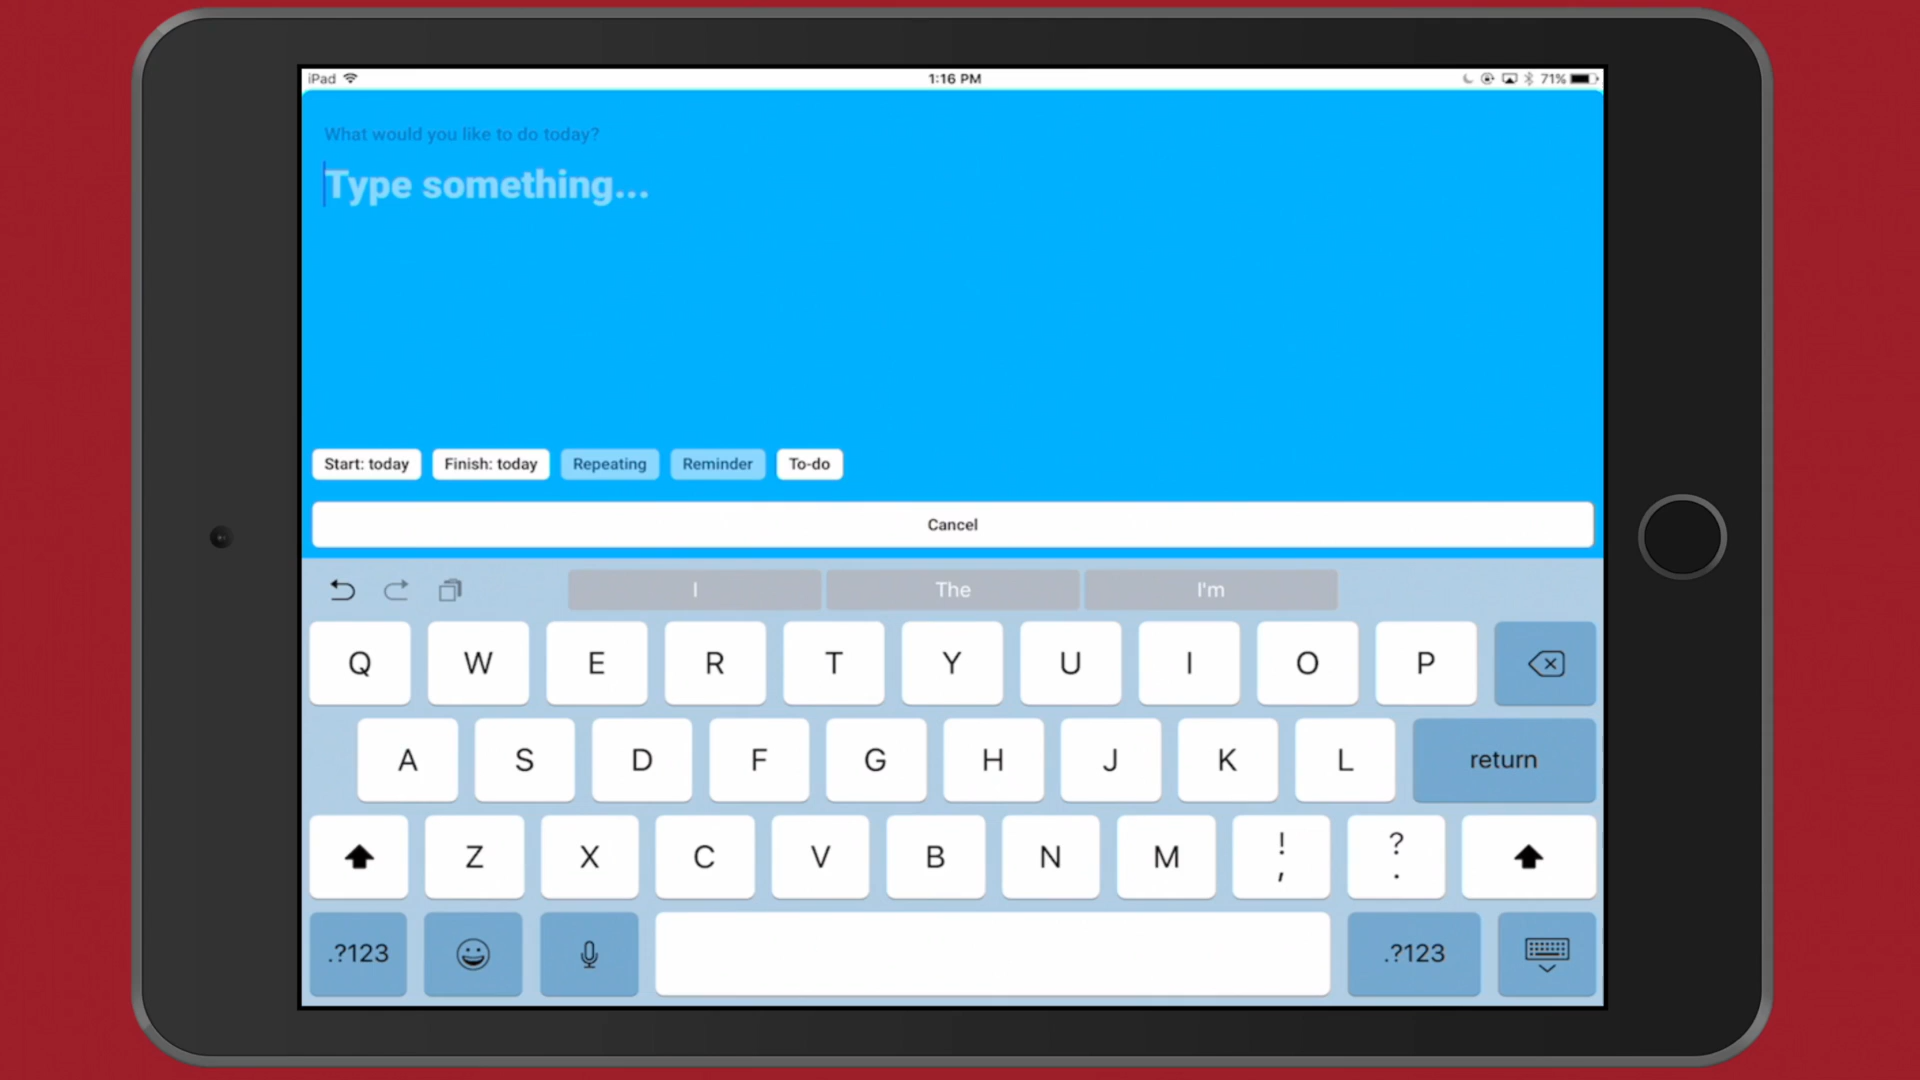 iPad 1:16 PM 71%
What would you like to do today?
Type something...
Start: today Finish: today Repeating Reminder To-do
Cancel
I The I'm
Q W E R T Y U I O P
A S D F G H J K L return
Z X C V B N M ! , ? .
.?123 .?123